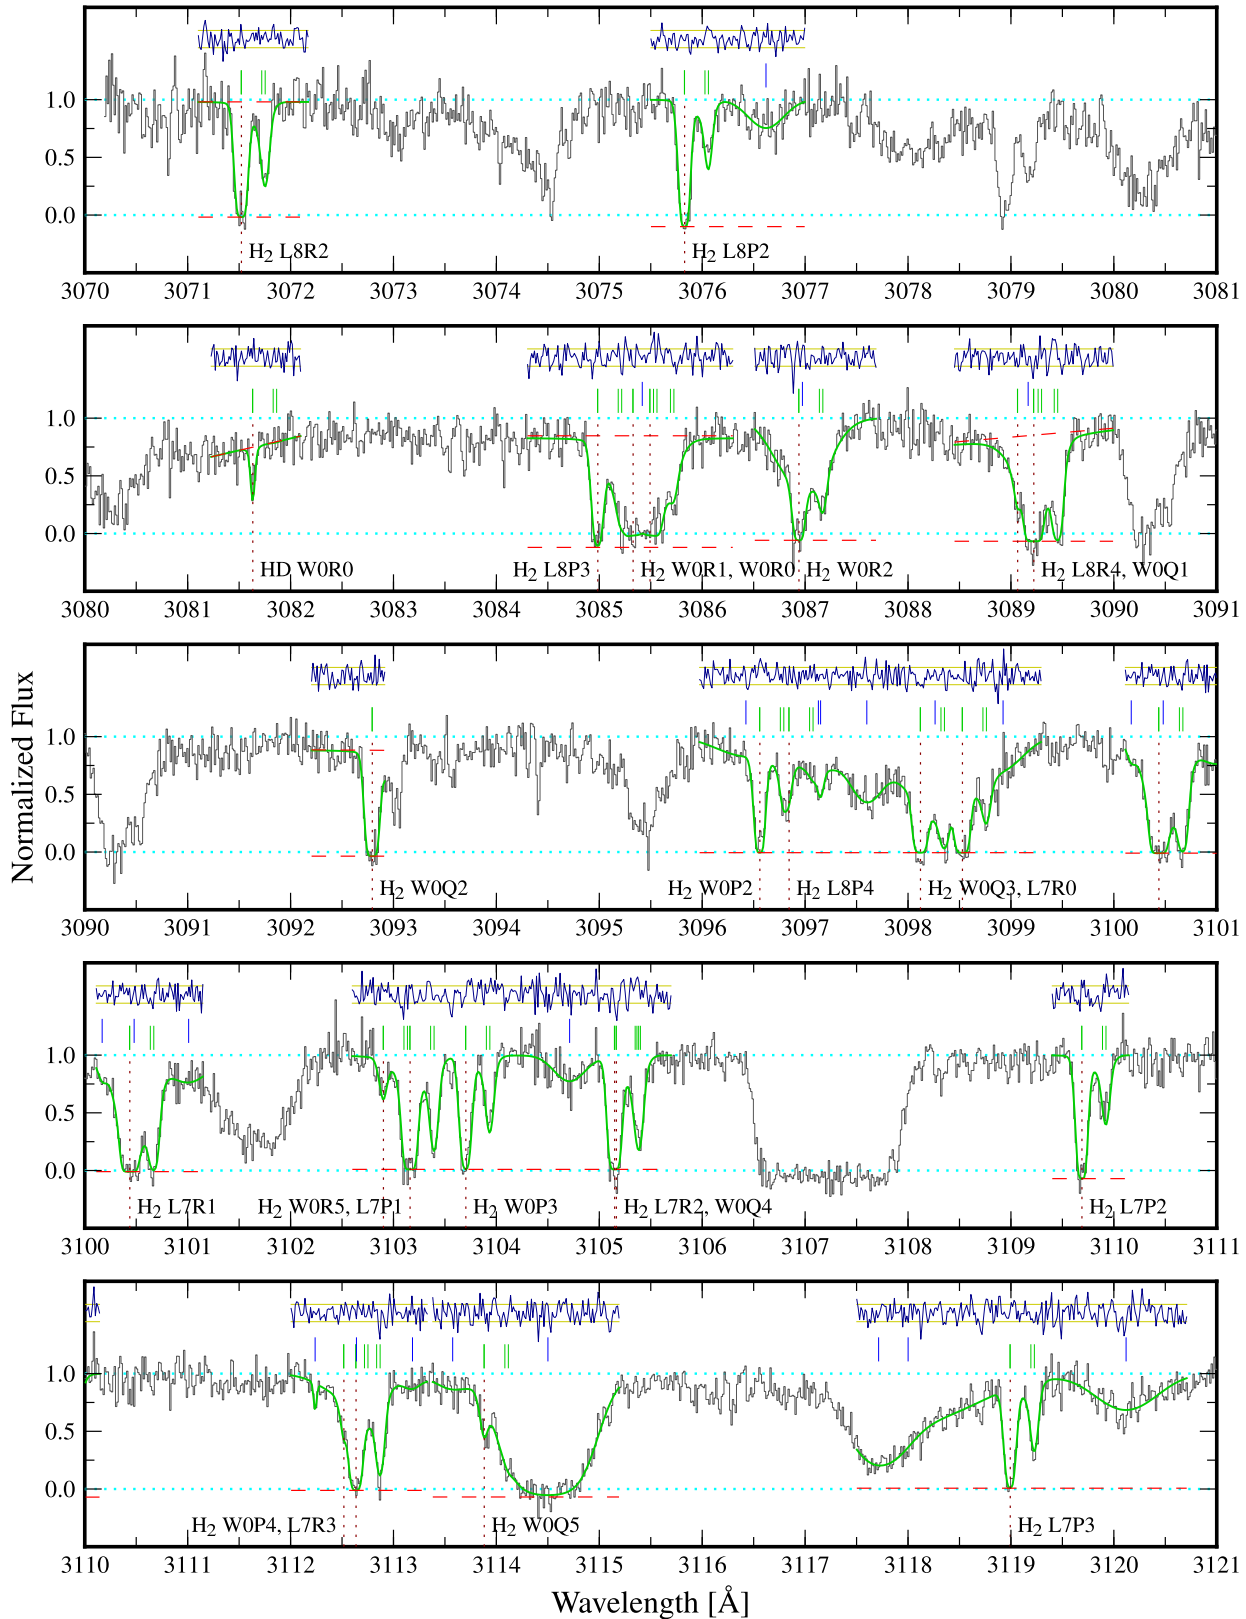 1.0
0.5
0.0
H2 L8R2
H2 L8P2
3070 3071 3072 3073 3074 3075 3076 3077 3078 3079 3080 3081
1.0
0.5
0.0
HD W0R0
H2 L8P3
H2 W0R1, W0R0
H2 W0R2
H2 L8R4, W0Q1
3080 3081 3082 3083 3084 3085 3086 3087 3088 3089 3090 3091
Normalized Flux
1.0
0.5
0.0
H2 W0Q2
H2 W0P2
H2 L8P4
H2 W0Q3, L7R0
3090 3091 3092 3093 3094 3095 3096 3097 3098 3099 3100 3101
1.0
0.5
0.0
H2 L7R1
H2 W0R5, L7P1
H2 W0P3
H2 L7R2, W0Q4
H2 L7P2
3100 3101 3102 3103 3104 3105 3106 3107 3108 3109 3110 3111
1.0
0.5
0.0
H2 W0P4, L7R3
H2 W0Q5
H2 L7P3
3110 3111 3112 3113 3114 3115 3116 3117 3118 3119 3120 3121
Wavelength [Å]